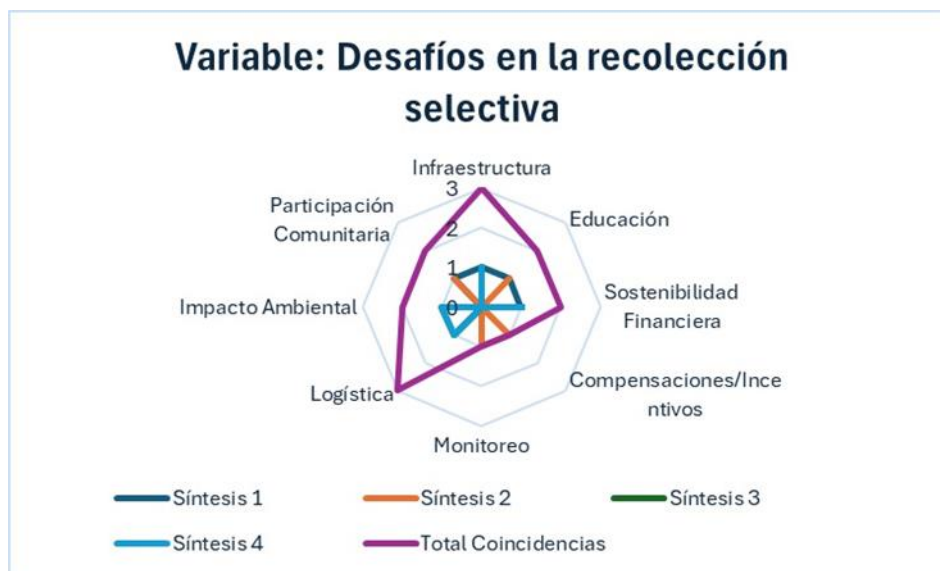 Variable: Desafíos en la recolección
selectiva
Infraestructura
3
Participación
Comunitaria
Educación
2
1
Impacto Ambiental
0
Sostenibilidad
Financiera
Logística
Compensaciones/Ince
ntivos
Monitoreo
Síntesis 1
Síntesis 2
Síntesis 3
Síntesis 4
Total Coincidencias